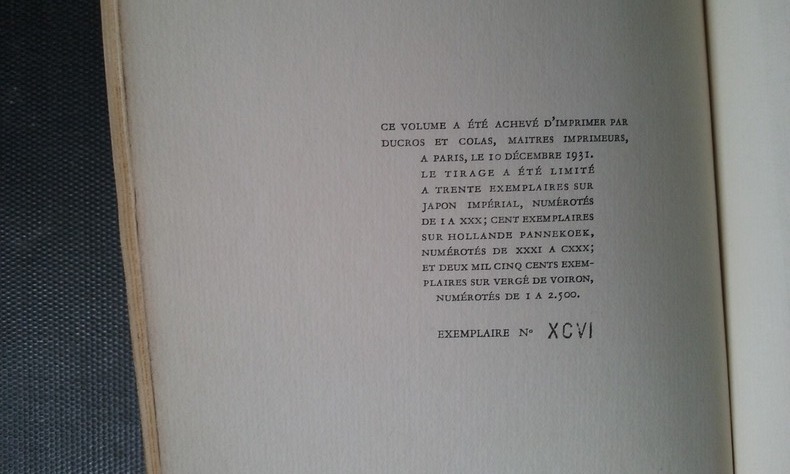 CE VOLUME A ÉTÉ ACHEVÉ D'IMPRIMER PAR
DUCROS ET COLAS, MAITRES IMPRIMEURS,
A PARIS, LE 10 DÉCEMBRE 1931.
LE TIRAGE A ÉTÉ LIMITÉ
A TRENTE EXEMPLAIRES SUR
JAPON IMPÉRIAL, NUMÉROTÉS
DE I A XXX; CENT EXEMPLAIRES
SUR HOLLANDE PANNEKOEK,
NUMÉROTÉS DE XXXI A CXXX;
ET DEUX MIL CINQ CENTS EXEM-
PLAIRES SUR VERGÉ DE VOIRON,
NUMÉROTÉS DE 1 A 2.500.
EXEMPLAIRE Nº XCVI